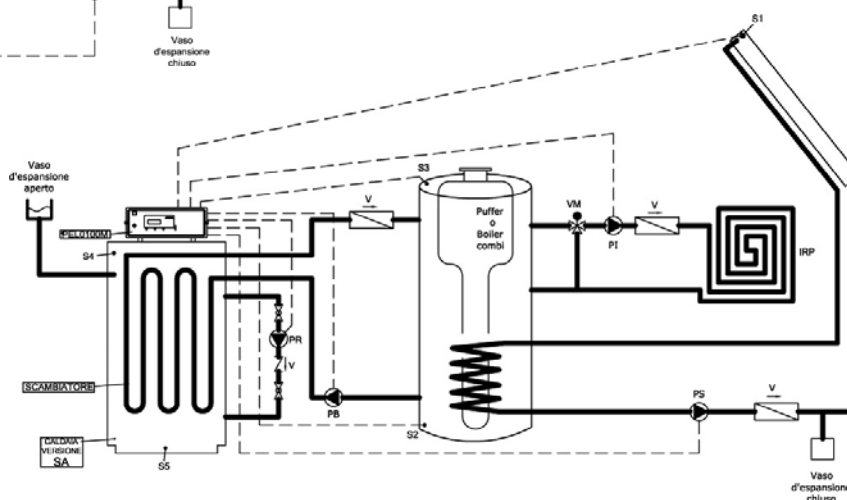 Vaso
d'espansione
chiuso
S1
Vaso
d'espansione
aperto
S3
V
VM
V
Puffer
o
Boiler
combi
PI
IRP
PEL0100M
S4
PR
V
SCAMBIATORE
PB
PS
V
S2
CALDAIA
VERSIONE
SA
S5
Vaso
d'espansione
chiuso